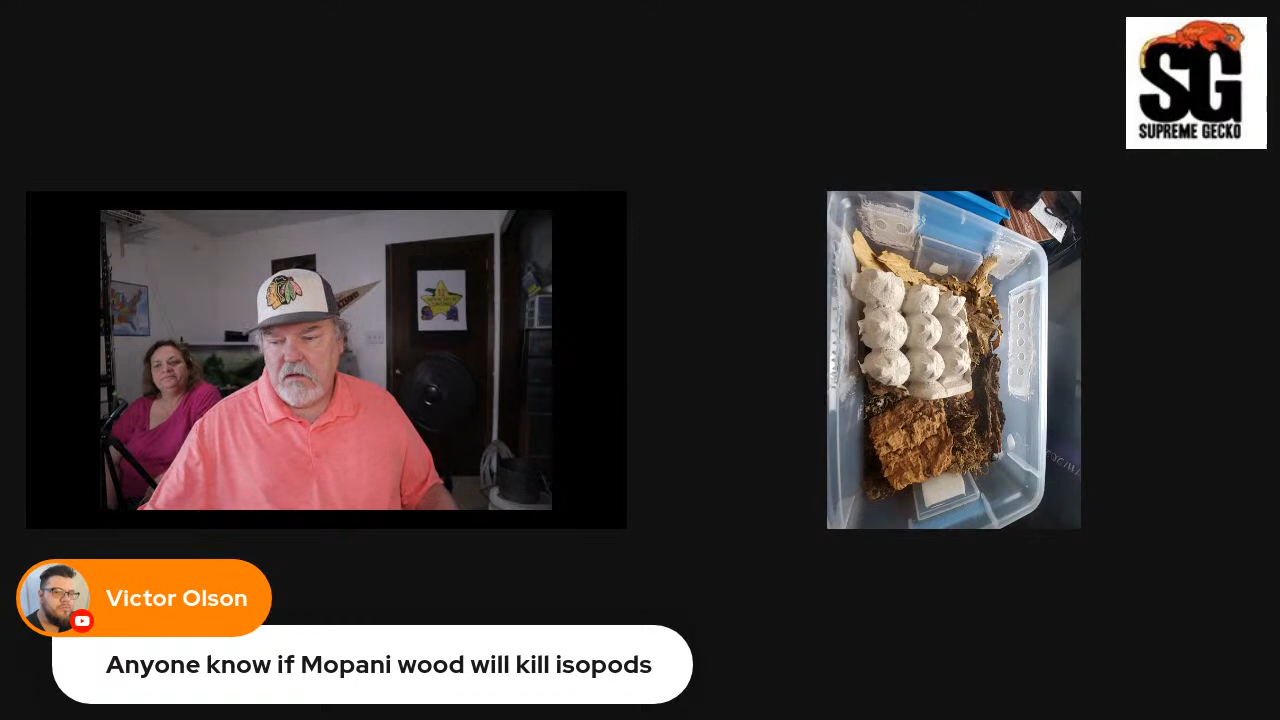 SG
SUPREME GECKO
Victor Olson
Anyone know if Mopani wood will kill isopods